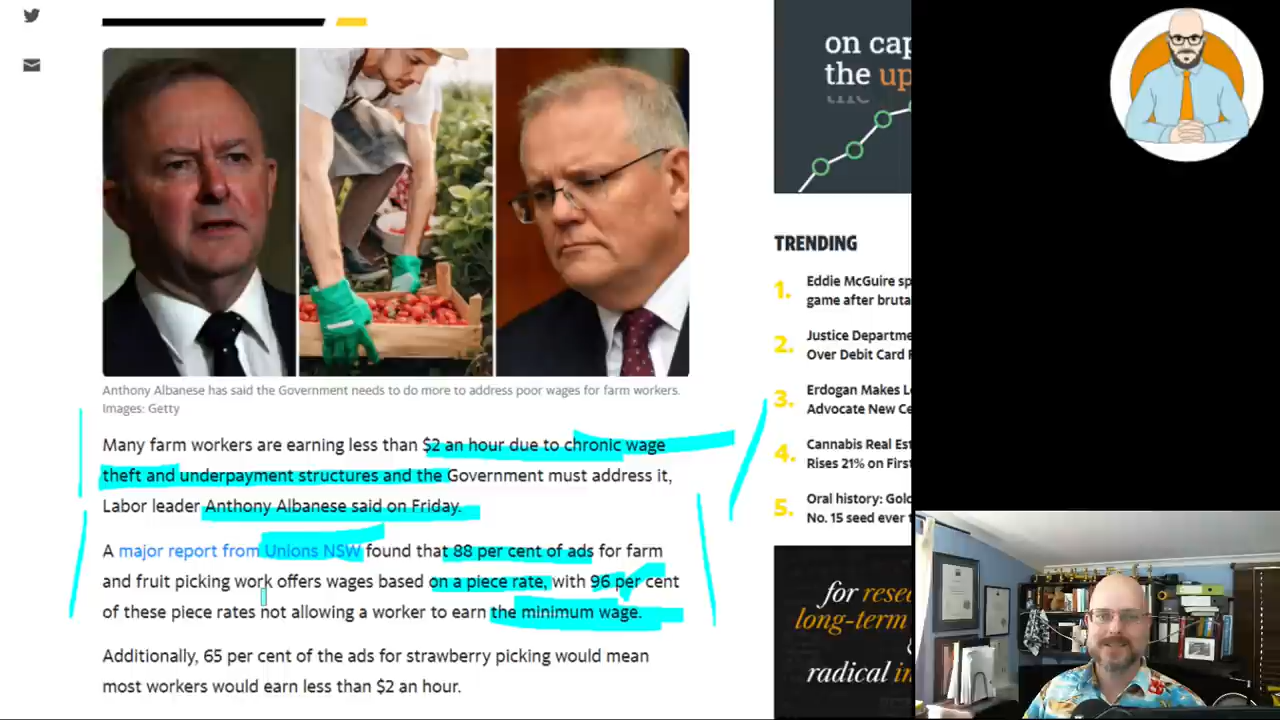 on cap
the up
Anthony Albanese has said the Government needs to do more to address poor wages for farm workers.
Images: Getty
Many farm workers are earning less than $2 an hour due to chronic wage
theft and underpayment structures and the Government must address it,
Labor leader Anthony Albanese said on Friday.
A major report from Unions NSW found that 88 per cent of ads for farm
and fruit picking work offers wages based on a piece rate, with 96 per cent
of these piece rates not allowing a worker to earn the minimum wage.
Additionally, 65 per cent of the ads for strawberry picking would mean
most workers would earn less than $2 an hour.
TRENDING
1. Eddie McGuire sp
game after bruta
2. Justice Departme
Over Debit Card
3. Erdogan Makes L
Advocate New Ce
4. Cannabis Real Est
Rises 21% on First
5. Oral history: Gol
No. 15 seed ever
for rese
long-term
radical in